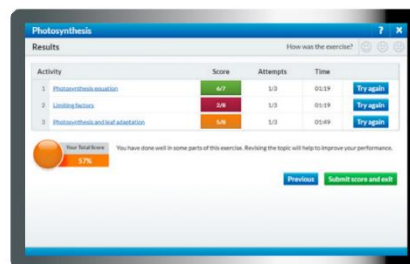 Photosynthesis ? x
Results How was the exercise?
Activity Score Attempts Time
1 Photosynthesis equation 6/7 1/3 01:19 Try again
2 Limiting factors 3/8 1/3 01:19 Try again
3 Photosynthesis and leaf adaptation 5/8 1/3 01:49 Try again
Your Total Score You have done well in some parts of this exercise. Revising the topic will help to improve your performance.
57%
Previous Submit score and exit